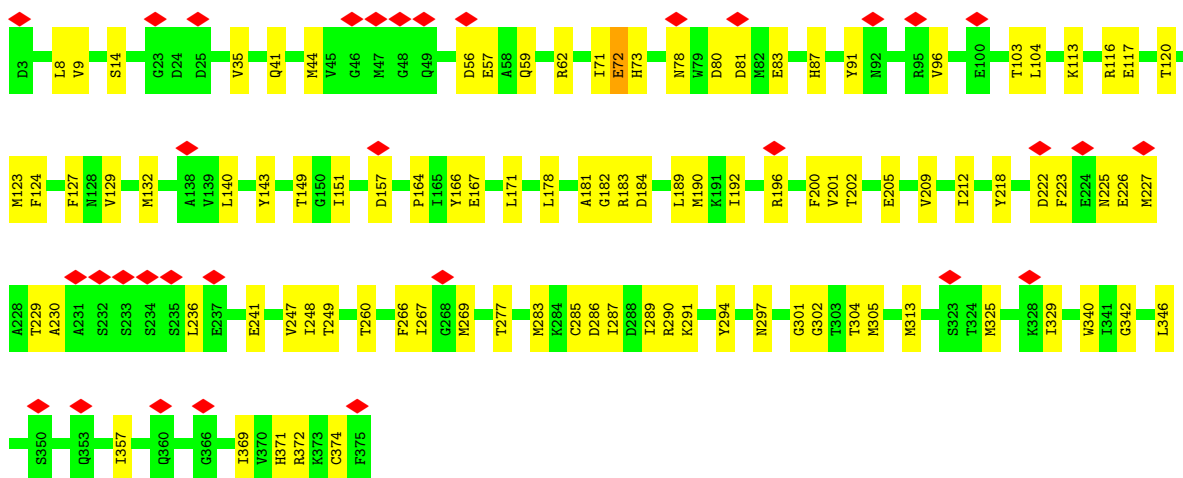 D3 L8 V9 S14 G23 D24 D25 V35 Q41 M44 V45 G46 M47 G48 Q49 D56 E57 A58 Q59 R62 I71 E72 H73 N78 W79 D80 D81 M82 E83 H87 Y91 N92 R95 V96 E100 T103 L104 K113 R116 E117 T120
M123 F124 F127 N128 V129 M132 A138 V139 L140 Y143 T149 G150 I151 D157 P164 I165 Y166 E167 L171 L178 A181 G182 R183 D184 L189 M190 K191 I192 R196 F200 V201 T202 E205 V209 I212 Y218 D222 F223 E224 N225 E226 M227
A228 T229 A230 A231 S232 S233 S234 S235 L236 E237 E241 V247 I248 T249 T260 F266 I267 G268 M269 T277 M283 K284 C285 D286 I287 D288 I289 R290 K291 Y294 N297 G301 G302 T303 T304 M305 M313 S323 T324 M325 K328 I329 W340 I341 G342 L346
S350 Q353 I357 Q360 G366 I369 V370 H371 R372 K373 C374 F375